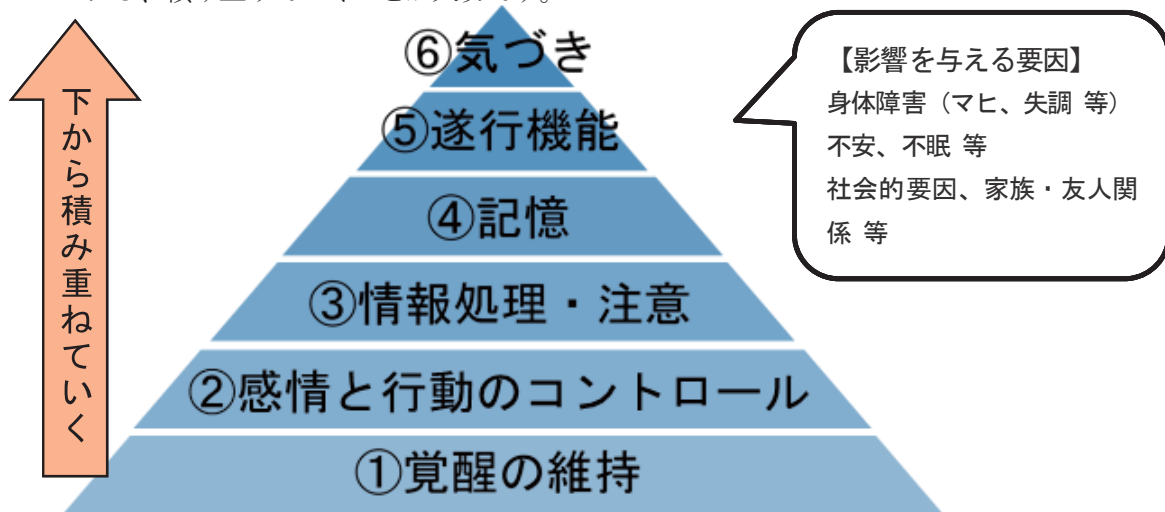 ⑥気づき
⑤遂行機能
④記憶
③情報処理・注意
②感情と行動のコントロール
①覚醒の維持
下から積み重ねていく
【影響を与える要因】
身体障害（マヒ、失調 等）
不安、不眠 等
社会的要因、家族・友人関
係 等